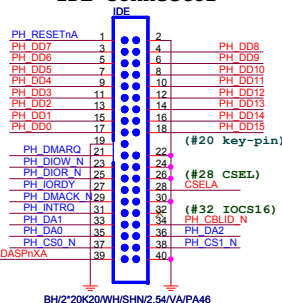 IDE
PH_RESETnA 1 2
PH_DD7 3 4 PH_DD8
PH_DD6 5 6 PH_DD9
PH_DD5 7 8 PH_DD10
PH_DD4 9 10 PH_DD11
PH_DD3 11 12 PH_DD12
PH_DD2 13 14 PH_DD13
PH_DD1 15 16 PH_DD14
PH_DD0 17 18 PH_DD15
19 (#20 key-pin)
PH_DMARQ 21 22
PH_DIOW_N 23 24
PH_DIOR_N 25 26 (#28 CSEL)
PH_IORDY 27 28 CSELA
PH_DMACK_N 29 30
PH_INTRQ 31 32 (#32 IOCS16)
PH_DA1 33 34 PH_CBLID_N
PH_DA0 35 36 PH_DA2
PH_CS0_N 37 38 PH_CS1_N
DASPnXA 39 40
BH/2*20K20/WH/SHN/2.54/VA/PA46